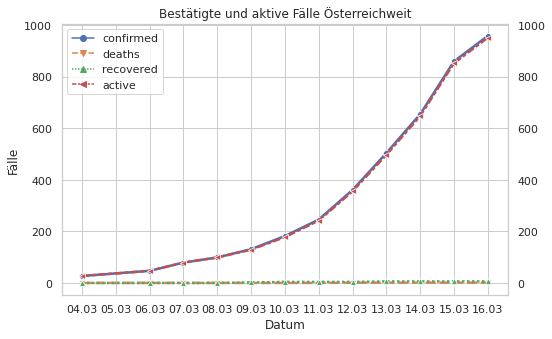 Bestätigte und aktive Fälle Österreichweit
1000
800
600
400
200
0
Fälle
confirmed
deaths
recovered
active
1000
800
600
400
200
0
04.03 05.03 06.03 07.03 08.03 09.03 10.03 11.03 12.03 13.03 14.03 15.03 16.03
Datum